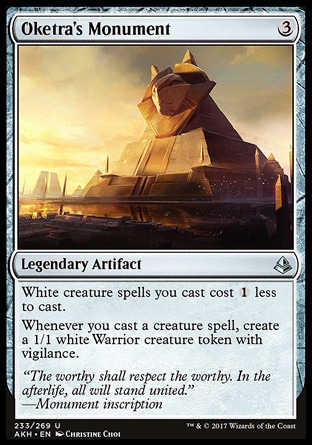 Oketra's Monument 3
Legendary Artifact
White creature spells you cast cost 1 less
to cast.
Whenever you cast a creature spell, create
a 1/1 white Warrior creature token with
vigilance.
"The worthy shall respect the worthy. In the
afterlife, all will stand united."
—Monument inscription
233/269 U
AKH • EN Christine Choi
™ & © 2017 Wizards of the Coast